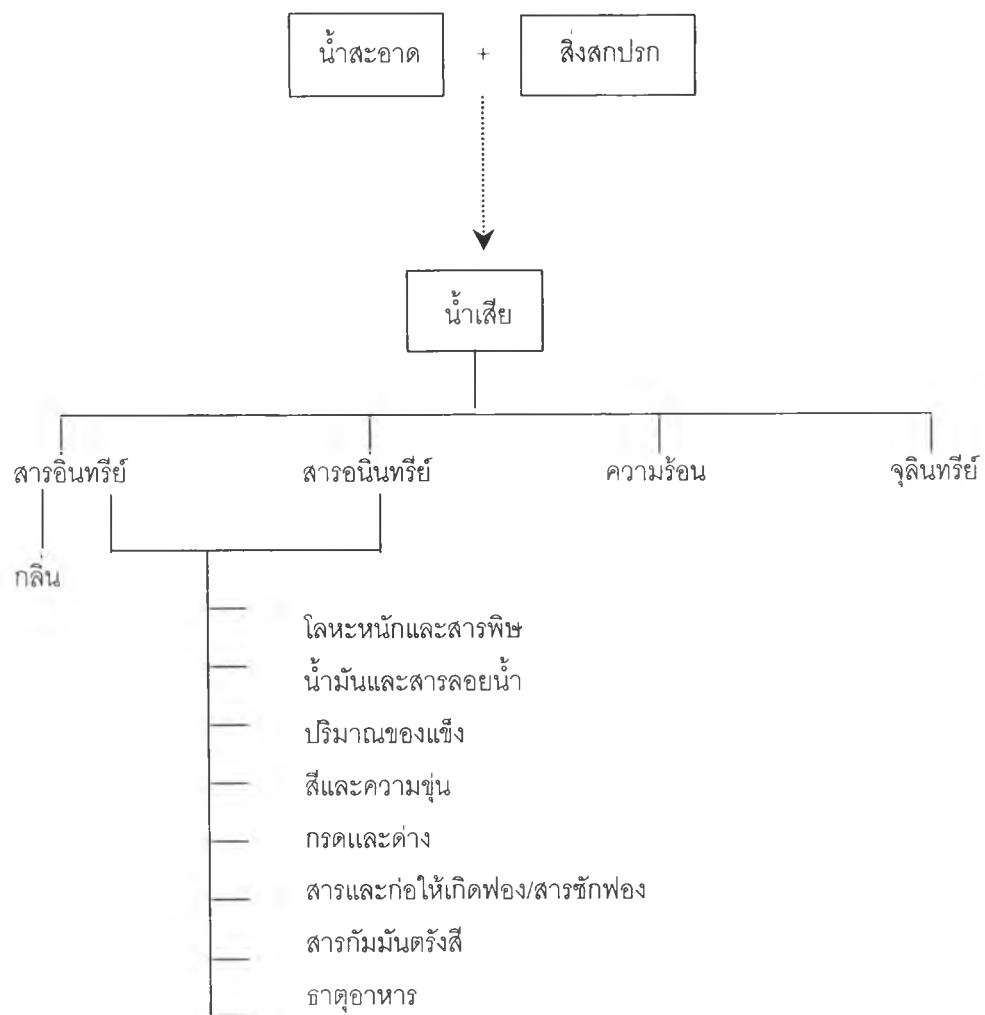 น้ำสะอาด + สิ่งสกปรก
น้ำเสีย
สารอินทรีย์ สารอนินทรีย์ ความร้อน จุลินทรีย์
กลิ่น
โลหะหนักและสารพิษ
น้ำมันและสารลอยน้ำ
ปริมาณของแข็ง
สีและความขุ่น
กรดและด่าง
สารและก่อให้เกิดฟอง/สารซักฟอง
สารกัมมันตรังสี
ธาตุอาหาร